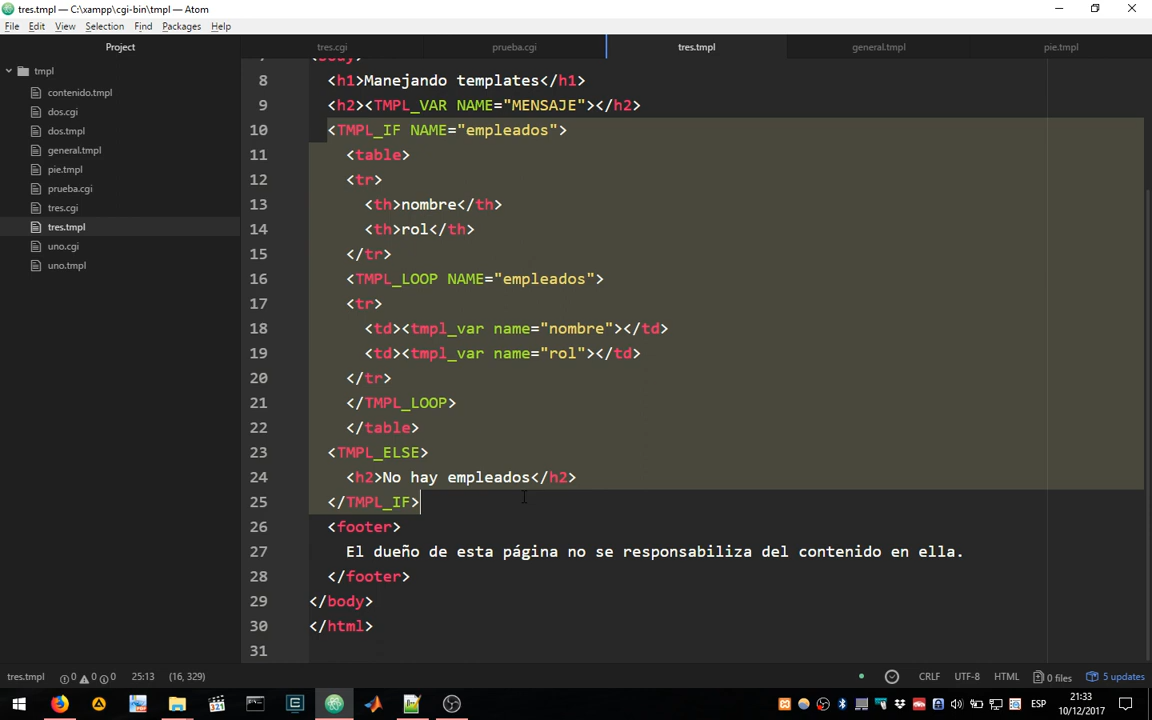 tres.tmpl — C:\xampp\cgi-bin\tmpl — Atom
File Edit View Selection Find Packages Help
Project tres.cgi prueba.cgi tres.tmpl general.tmpl pie.tmpl
tmpl
contenido.tmpl
dos.cgi
dos.tmpl
general.tmpl
pie.tmpl
prueba.cgi
tres.cgi
tres.tmpl
uno.cgi
uno.tmpl
8 <h1>Manejando templates</h1>
9 <h2><TMPL_VAR NAME="MENSAJE"></h2>
10 <TMPL_IF NAME="empleados">
11 <table>
12 <tr>
13 <th>nombre</th>
14 <th>rol</th>
15 </tr>
16 <TMPL_LOOP NAME="empleados">
17 <tr>
18 <td><tmpl_var name="nombre"></td>
19 <td><tmpl_var name="rol"></td>
20 </tr>
21 </TMPL_LOOP>
22 </table>
23 <TMPL_ELSE>
24 <h2>No hay empleados</h2>
25 </TMPL_IF>
26 <footer>
27 El dueño de esta página no se responsabiliza del contenido en ella.
28 </footer>
29 </body>
30 </html>
31
tres.tmpl 0 0 0 25:13 (16, 329) CRLF UTF-8 HTML 0 files 5 updates
ESP 21:33
10/12/2017